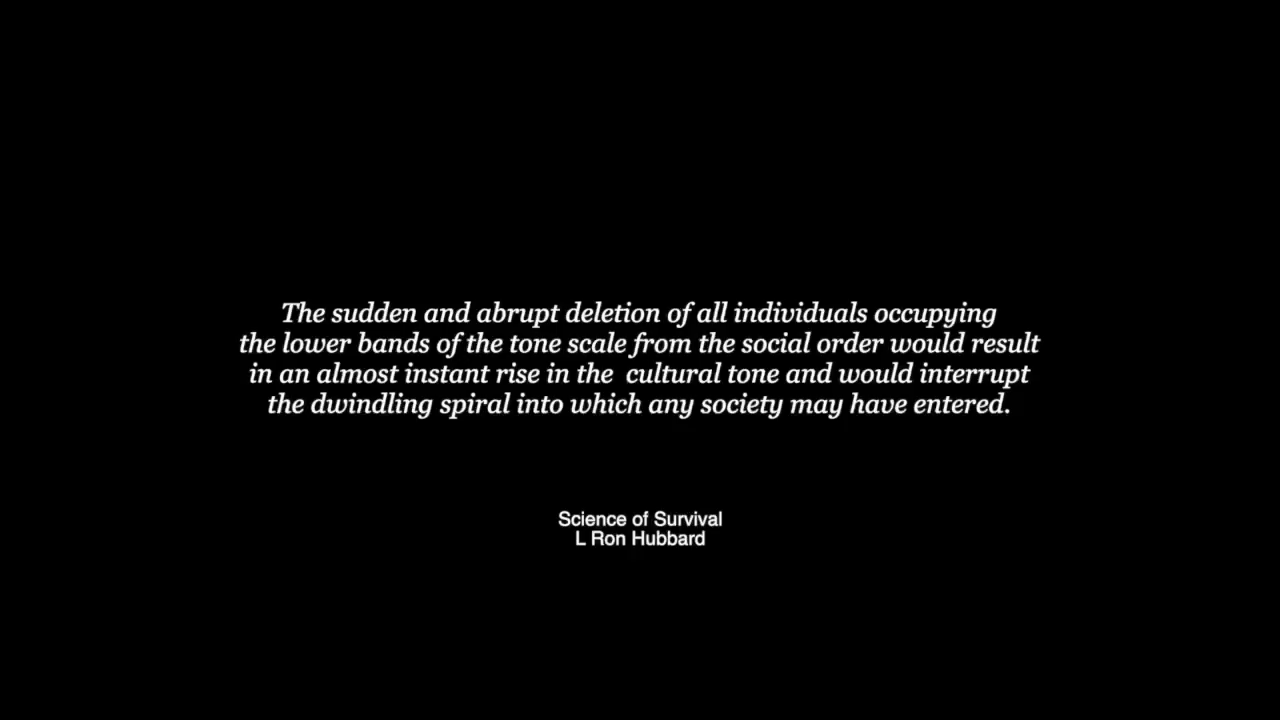 The sudden and abrupt deletion of all individuals occupying
the lower bands of the tone scale from the social order would result
in an almost instant rise in the  cultural tone and would interrupt
the dwindling spiral into which any society may have entered.
Science of Survival
L Ron Hubbard